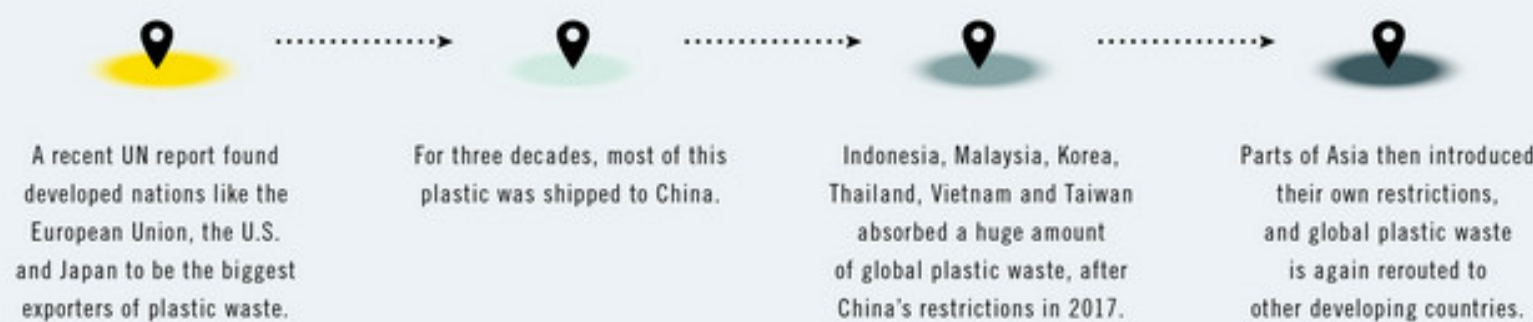 A recent UN report found
developed nations like the
European Union, the U.S.
and Japan to be the biggest
exporters of plastic waste.
For three decades, most of this
plastic was shipped to China.
Indonesia, Malaysia, Korea,
Thailand, Vietnam and Taiwan
absorbed a huge amount
of global plastic waste, after
China's restrictions in 2017.
Parts of Asia then introduced
their own restrictions,
and global plastic waste
is again rerouted to
other developing countries.